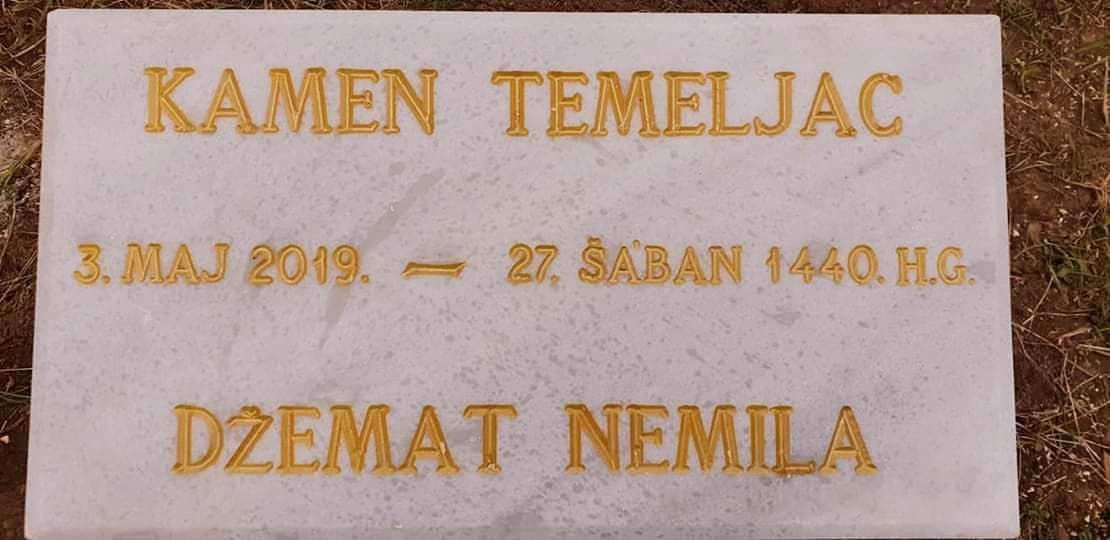 KAMEN TEMELJAC
3. MAJ 2019. — 27. ŠA'BAN 1440. H.G.
DŽEMAT NEMILA